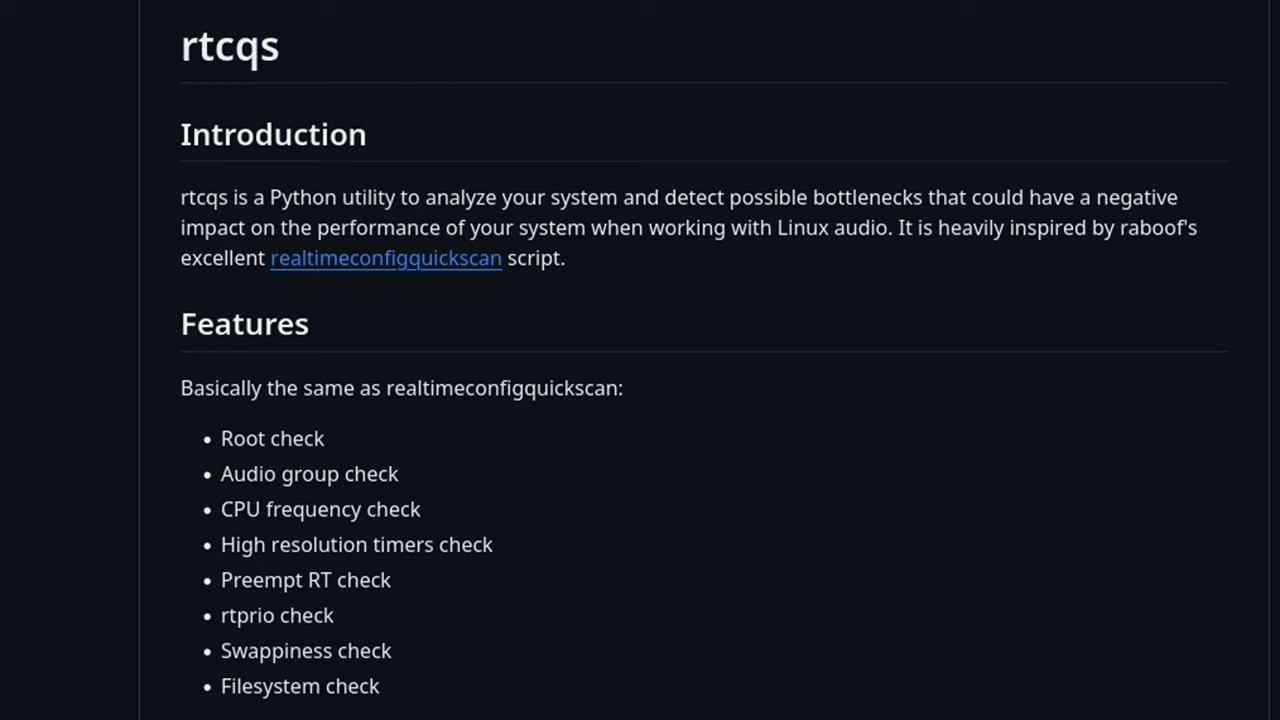 rtcqs
Introduction
rtcqs is a Python utility to analyze your system and detect possible bottlenecks that could have a negative
impact on the performance of your system when working with Linux audio. It is heavily inspired by raboof's
excellent realtimeconfigquickscan script.
Features
Basically the same as realtimeconfigquickscan:
• Root check
• Audio group check
• CPU frequency check
• High resolution timers check
• Preempt RT check
• rtprio check
• Swappiness check
• Filesystem check